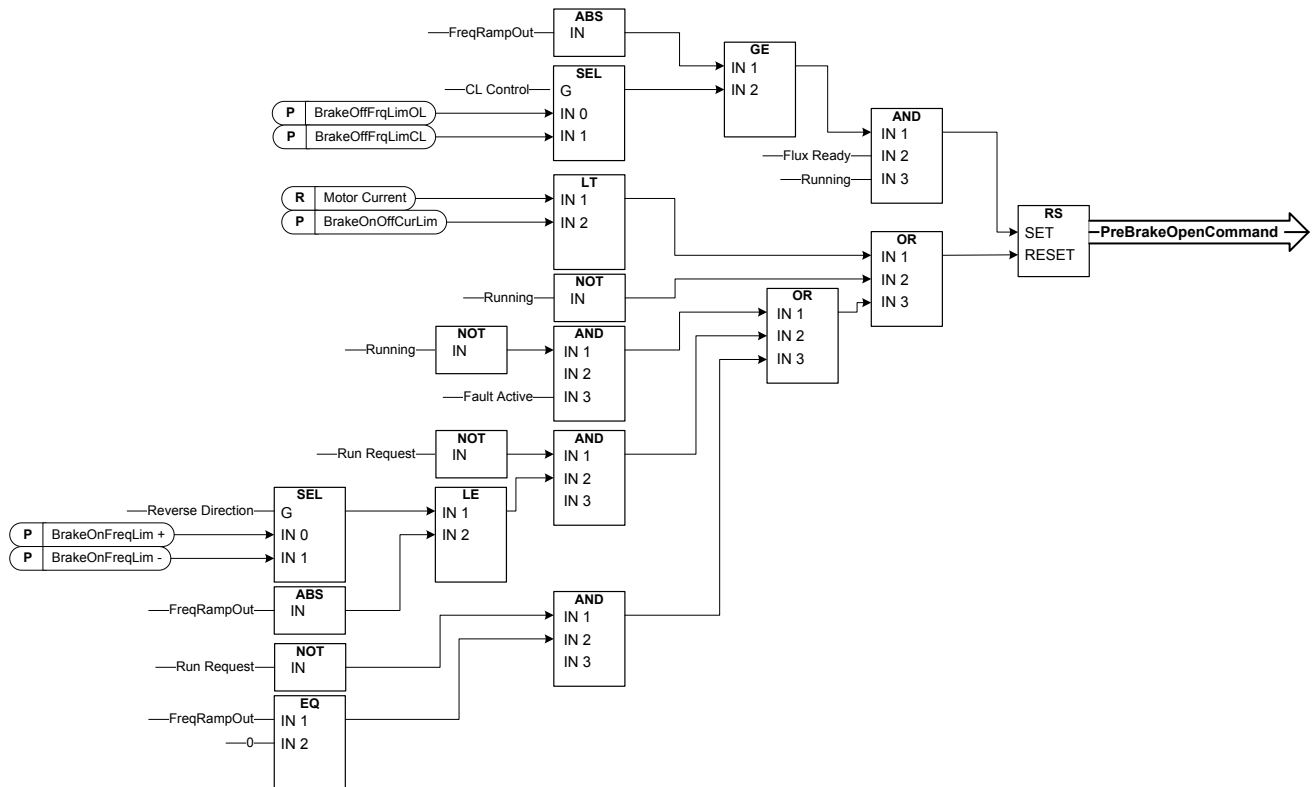 ABS
FreqRampOut
IN
GE
IN 1
IN 2
SEL
CL Control
G
P BrakeOffFrqLimOL
IN 0
P BrakeOffFrqLimCL
IN 1
AND
IN 1
Flux Ready
IN 2
Running
IN 3
LT
R Motor Current
IN 1
P BrakeOnOffCurLim
IN 2
RS
SET
PreBrakeOpenCommand
RESET
OR
IN 1
IN 2
IN 3
NOT
Running
IN
OR
IN 1
IN 2
IN 3
NOT
Running
IN
AND
IN 1
IN 2
Fault Active
IN 3
NOT
Run Request
IN
AND
IN 1
IN 2
IN 3
SEL
Reverse Direction
G
P BrakeOnFreqLim +
IN 0
P BrakeOnFreqLim -
IN 1
LE
IN 1
IN 2
ABS
FreqRampOut
IN
AND
IN 1
IN 2
IN 3
NOT
Run Request
IN
EQ
FreqRampOut
IN 1
0
IN 2